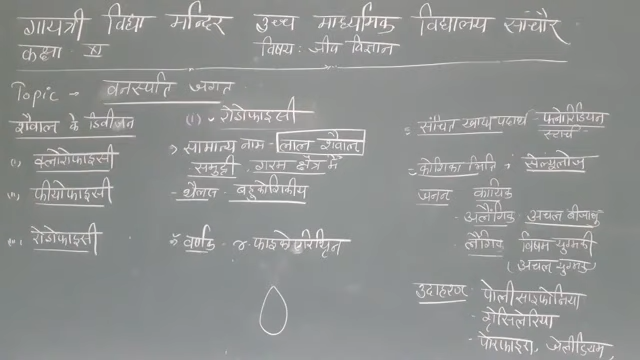 गायत्री विद्या मन्दिर उच्च माध्यमिक विद्यालय सांचौर
कक्षा XI विषय: जीव विज्ञान
Topic → वनस्पति जगत
शैवाल के डिवीजन
(i) क्लोरोफाइसी
(ii) फीयोफाइसी
(iii) रोडोफाइसी
(i) रोडोफाइसी
सामान्य नाम - लाल शैवाल
समुद्री, गरम क्षेत्र में
थैलस - बहुकोशिकीय
वर्णक - r-फाइकोएरिथ्रिन
संचित खाद्य पदार्थ - फ्लोरिडियन
स्टार्च
कोशिका भित्ति → सैल्यूलोज
जनन कायिक
अलैंगिक - अचल बीजाणु
लैंगिक विषम युग्मकी
(अचल युग्मक)
उदाहरण - पोलीसाइफोनिया
- ग्रेसिलेरिया
- पोरफाइरा, जेलीडियम,